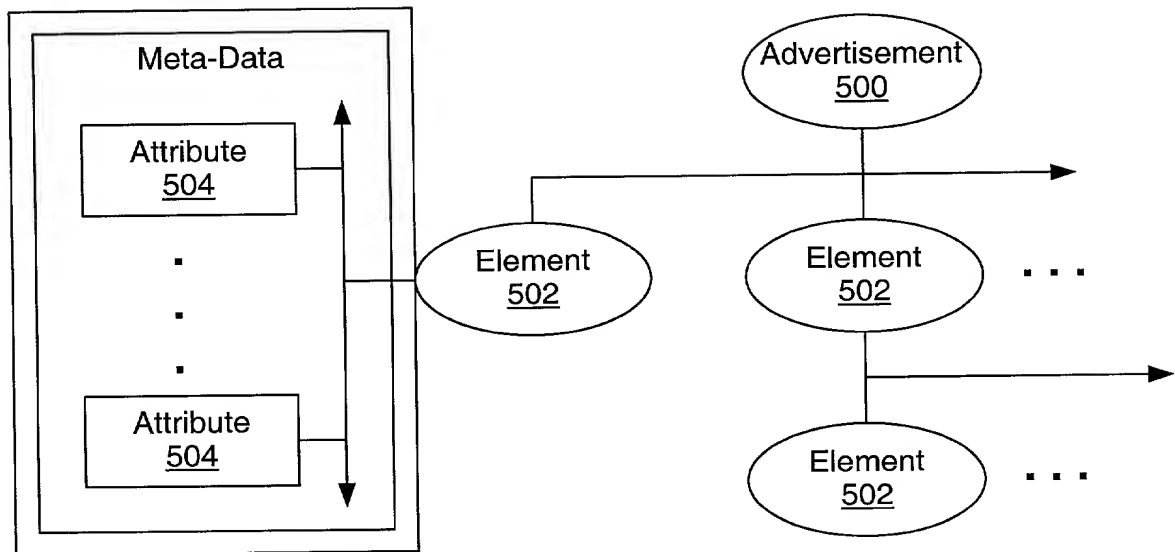 Meta-Data
Attribute
504
Attribute
504
Advertisement
500
Element
502
Element
502
Element
502